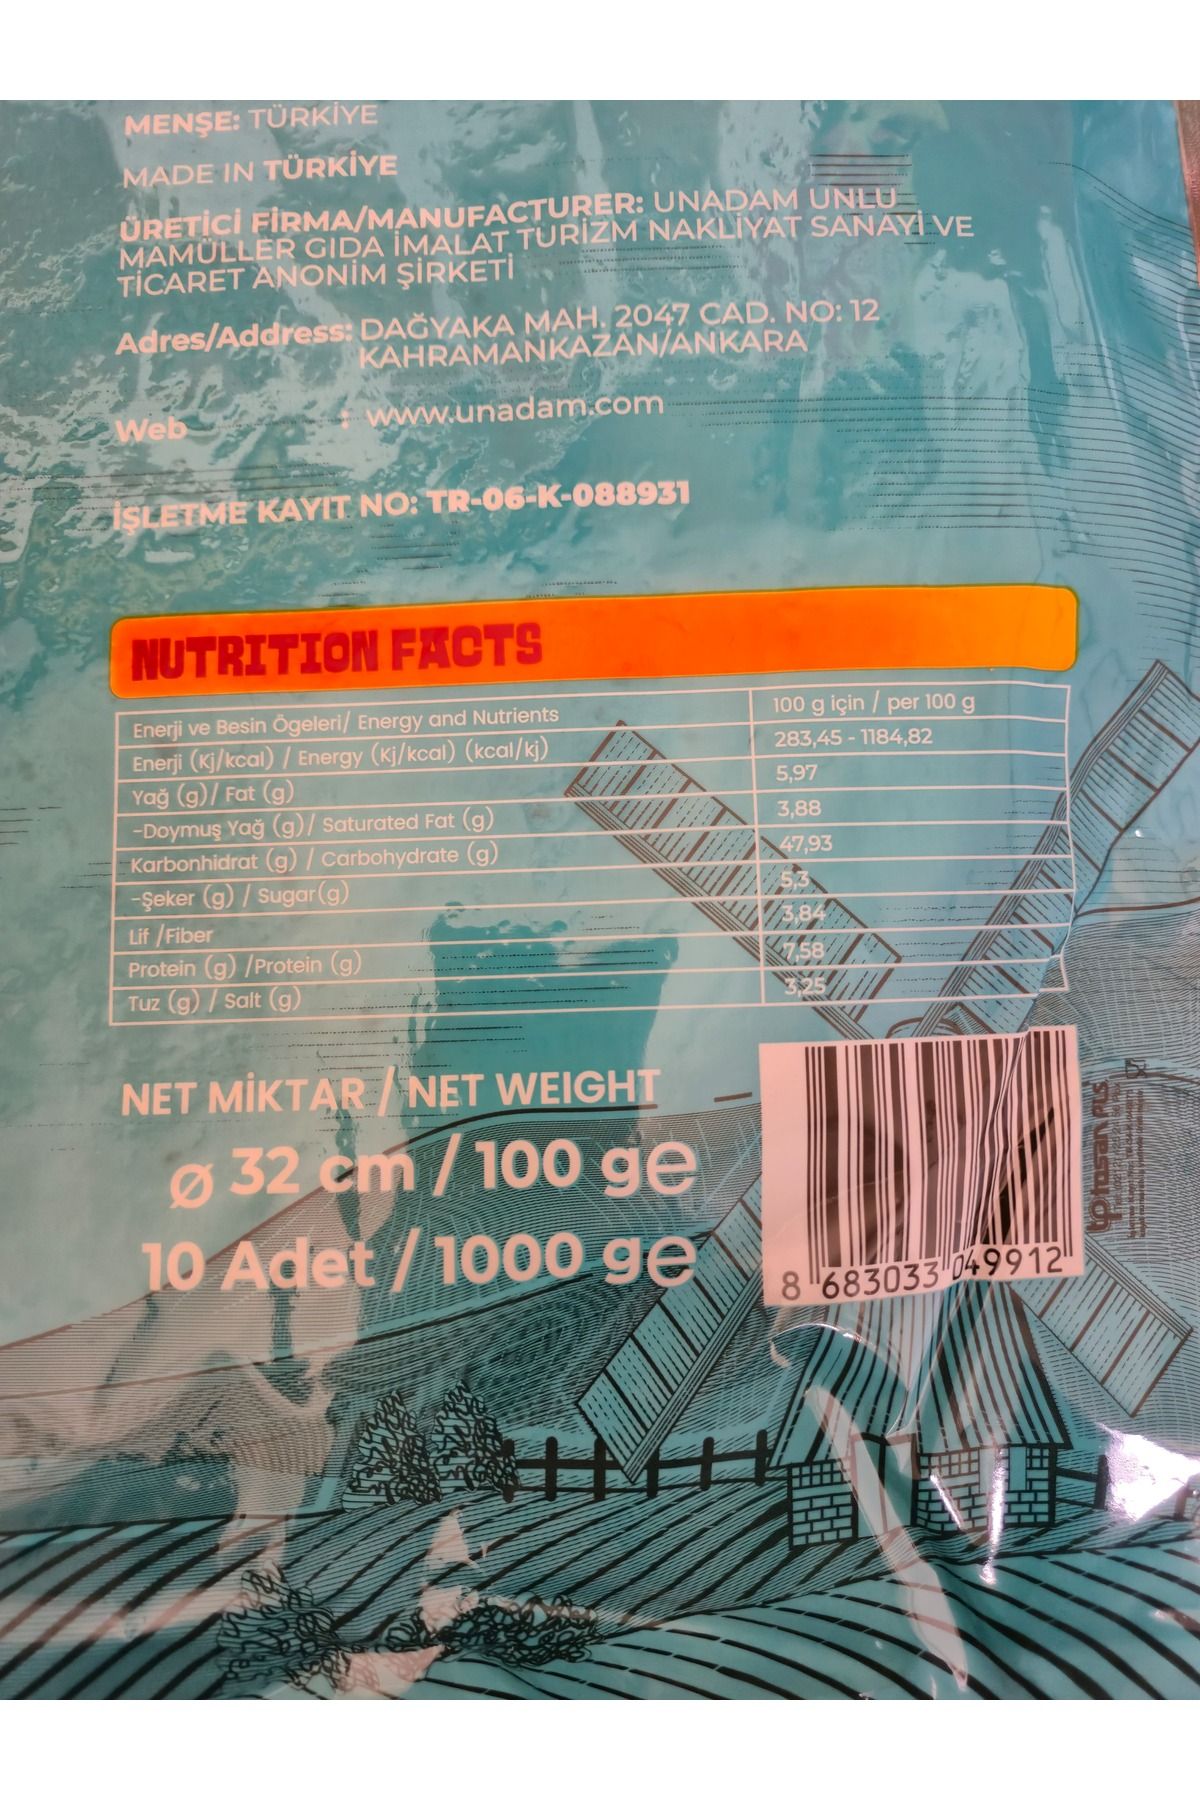 MENŞE: TÜRKİYE
MADE IN TÜRKİYE
ÜRETİCİ FİRMA/MANUFACTURER: UNADAM UNLU
MAMÜLLER GIDA İMALAT TURİZM NAKLİYAT SANAYİ VE
TİCARET ANONİM ŞİRKETİ
Adres/Address: DAĞYAKA MAH. 2047 CAD. NO: 12
KAHRAMANKAZAN/ANKARA
Web : www.unadam.com
İŞLETME KAYIT NO: TR-06-K-088931
NUTRITION FACTS
Enerji ve Besin Ögeleri/ Energy and Nutrients 100 g için / per 100 g
Enerji (Kj/kcal) / Energy (Kj/kcal) (kcal/kj) 283,45 - 1184,82
Yağ (g)/ Fat (g) 5,97
-Doymuş Yağ (g)/ Saturated Fat (g) 3,88
Karbonhidrat (g) / Carbohydrate (g) 47,93
-Şeker (g) / Sugar(g) 5,3
Lif /Fiber 3,84
Protein (g) /Protein (g) 7,58
Tuz (g) / Salt (g) 3,25
NET MİKTAR / NET WEIGHT
ø 32 cm / 100 g e
10 Adet / 1000 g e
8 683033 049912